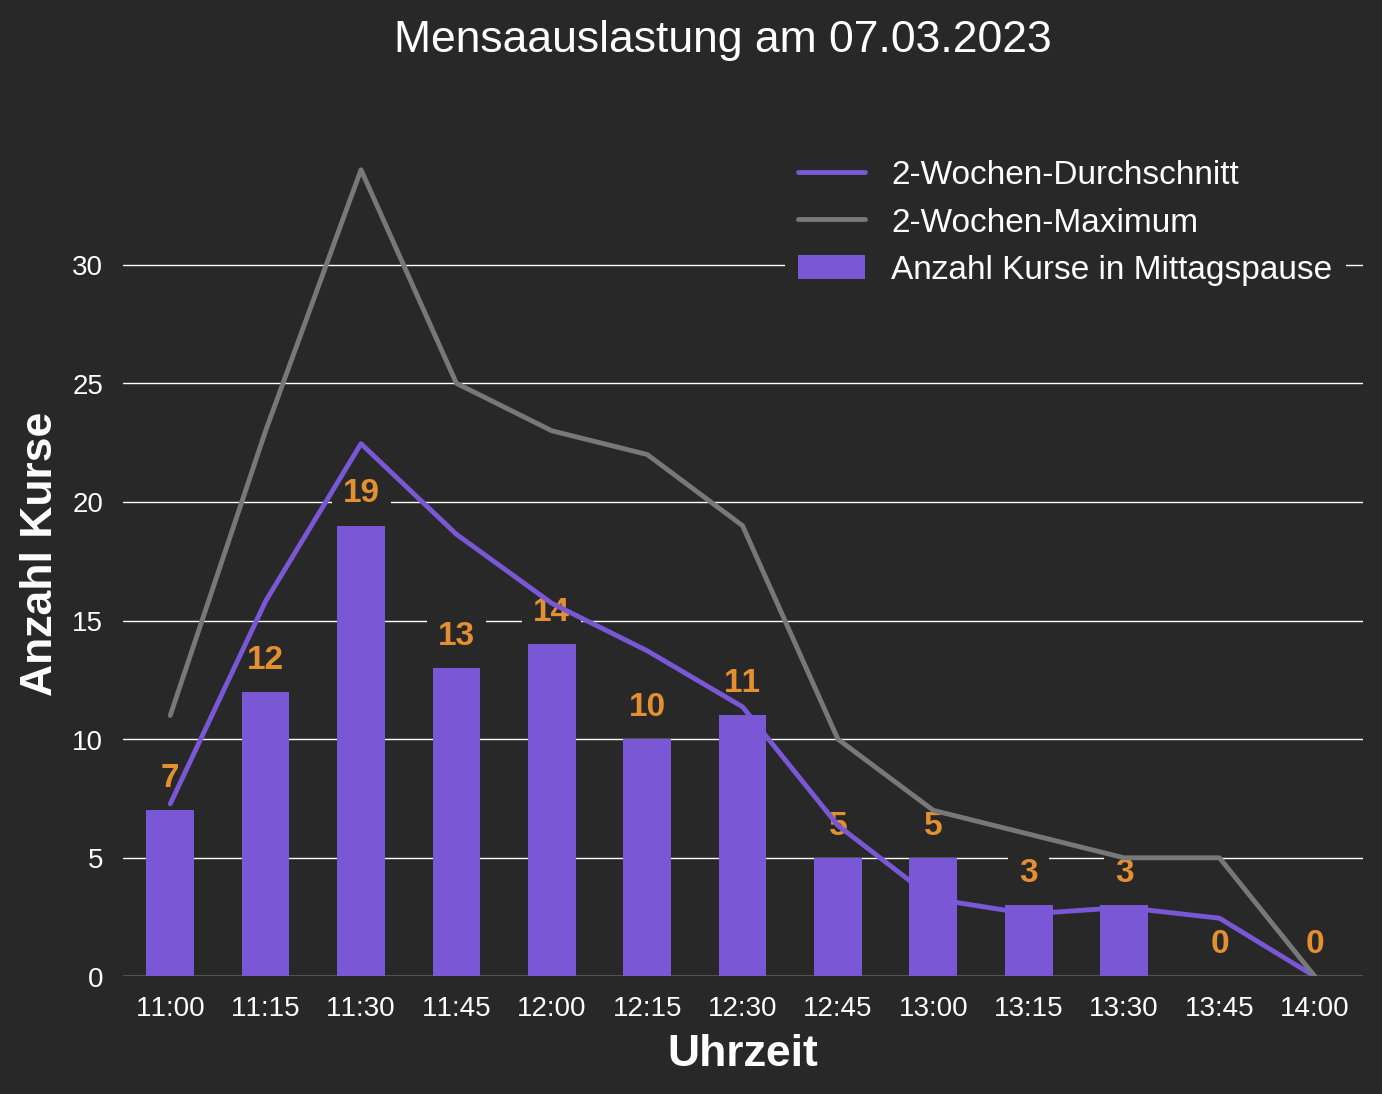 Mensaauslastung am 07.03.2023
2-Wochen-Durchschnitt
2-Wochen-Maximum
Anzahl Kurse in Mittagspause
Anzahl Kurse
30
25
20
15
10
5
0
7
12
19
13
14
10
11
5
5
3
3
0
0
11:00 11:15 11:30 11:45 12:00 12:15 12:30 12:45 13:00 13:15 13:30 13:45 14:00
Uhrzeit